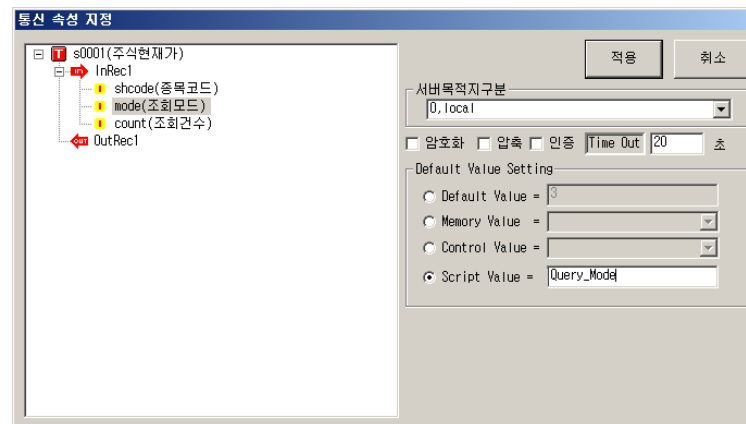 통신 속성 지정
s0001(주식현재가)
InRec1
shcode(종목코드)
mode(조회모드)
count(조회건수)
OutRec1
적용
취소
서버목적지구분
0,local
암호화 압축 인증 Time Out 20 초
Default Value Setting
Default Value = 3
Memory Value =
Control Value =
Script Value = Query_Mode